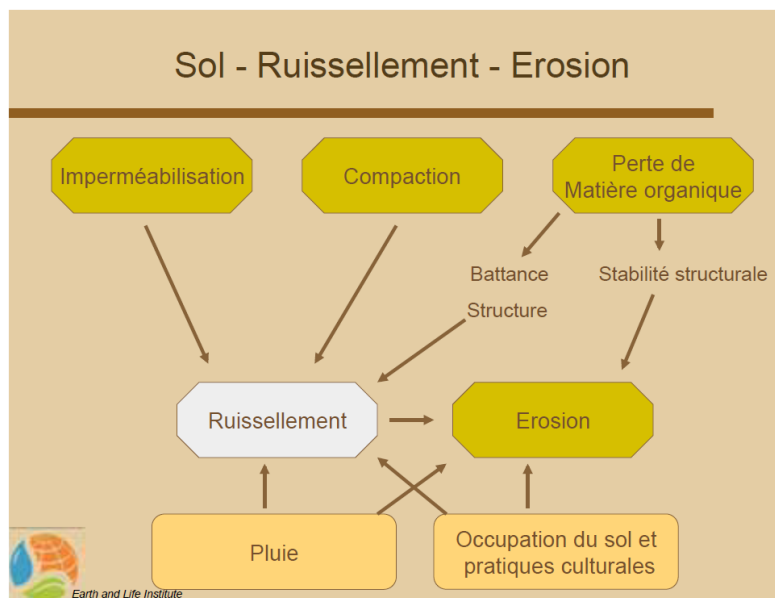 Sol - Ruissellement - Erosion
Imperméabilisation
Compaction
Perte de
Matière organique
Battance
Structure
Stabilité structurale
Ruissellement
Erosion
Pluie
Occupation du sol et
pratiques culturales
Earth and Life Institute